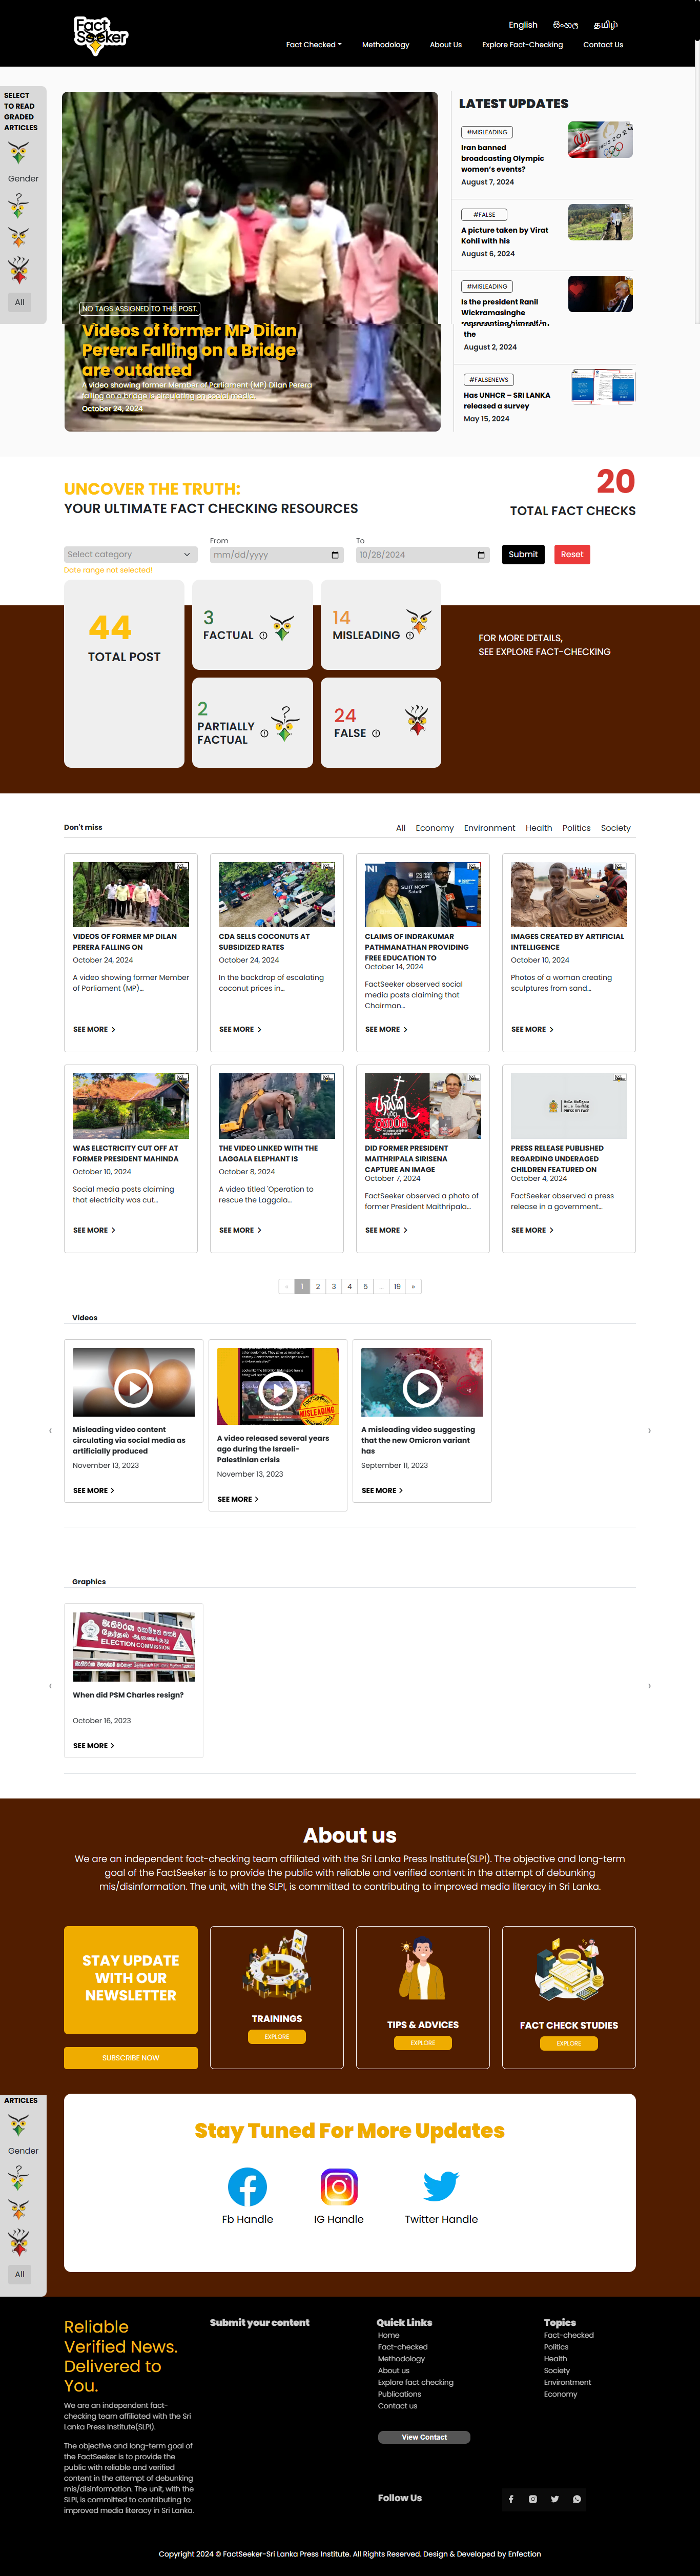 Fact
Seeker
English
සිංහල
தமிழ்
Fact Checked
Methodology
About Us
Explore Fact-Checking
Contact Us
SELECT
TO READ
GRADED
ARTICLES
Gender
All
NO TAGS ASSIGNED TO THIS POST.
Videos of former MP Dilan
Perera Falling on a Bridge
are outdated
A video showing former Member of Parliament (MP) Dilan Perera
falling on a bridge is circulating on social media
October 24, 2024
LATEST UPDATES
#MISLEADING
Iran banned
broadcasting Olympic
women's events?
August 7, 2024
#FALSE
A picture taken by Virat
Kohli with his
August 6, 2024
#MISLEADING
Is the president Ranil
Wickramasinghe
representing himself in
the
August 2, 2024
#FALSENEWS
Has UNHCR – SRI LANKA
released a survey
May 15, 2024
UNCOVER THE TRUTH:
YOUR ULTIMATE FACT CHECKING RESOURCES
20
TOTAL FACT CHECKS
From
To
Select category
mm/dd/yyyy
10/28/2024
Submit
Reset
Date range not selected!
44
TOTAL POST
3
FACTUAL
14
MISLEADING
2
PARTIALLY
FACTUAL
24
FALSE
FOR MORE DETAILS,
SEE EXPLORE FACT-CHECKING
Don't miss
All
Economy
Environment
Health
Politics
Society
VIDEOS OF FORMER MP DILAN
PERERA FALLING ON
October 24, 2024
A video showing former Member
of Parliament (MP)...
SEE MORE
CDA SELLS COCONUTS AT
SUBSIDIZED RATES
October 24, 2024
In the backdrop of escalating
coconut prices in...
SEE MORE
CLAIMS OF INDRAKUMAR
PATHMANATHAN PROVIDING
FREE EDUCATION TO
October 14, 2024
FactSeeker observed social
media posts claiming that
Chairman...
SEE MORE
IMAGES CREATED BY ARTIFICIAL
INTELLIGENCE
October 10, 2024
Photos of a woman creating
sculptures from sand...
SEE MORE
WAS ELECTRICITY CUT OFF AT
FORMER PRESIDENT MAHINDA
October 10, 2024
Social media posts claiming
that electricity was cut...
SEE MORE
THE VIDEO LINKED WITH THE
LAGGALA ELEPHANT IS
October 8, 2024
A video titled 'Operation to
rescue the Laggala...
SEE MORE
DID FORMER PRESIDENT
MAITHRIPALA SIRISENA
CAPTURE AN IMAGE
October 7, 2024
FactSeeker observed a photo of
former President Maithripala...
SEE MORE
PRESS RELEASE
PRESS RELEASE PUBLISHED
REGARDING UNDERAGED
CHILDREN FEATURED ON
October 4, 2024
FactSeeker observed a press
release in a government...
SEE MORE
« 1 2 3 4 5 ... 19 »
Videos
Misleading video content
circulating via social media as
artificially produced
November 13, 2023
SEE MORE
MISLEADING
A video released several years
ago during the Israeli-
Palestinian crisis
November 13, 2023
SEE MORE
A misleading video suggesting
that the new Omicron variant
has
September 11, 2023
SEE MORE
Graphics
ELECTION COMMISSION
When did PSM Charles resign?
October 16, 2023
SEE MORE
About us
We are an independent fact-checking team affiliated with the Sri Lanka Press Institute(SLPI). The objective and long-term
goal of the FactSeeker is to provide the public with reliable and verified content in the attempt of debunking
mis/disinformation. The unit, with the SLPI, is committed to contributing to improved media literacy in Sri Lanka.
STAY UPDATE
WITH OUR
NEWSLETTER
SUBSCRIBE NOW
TRAININGS
EXPLORE
TIPS & ADVICES
EXPLORE
FACT CHECK STUDIES
EXPLORE
ARTICLES
Gender
All
Stay Tuned For More Updates
Fb Handle
IG Handle
Twitter Handle
Reliable
Verified News.
Delivered to
You.
We are an independent fact-
checking team affiliated with the Sri
Lanka Press Institute(SLPI).
The objective and long-term goal of
the FactSeeker is to provide the
public with reliable and verified
content in the attempt of debunking
mis/disinformation. The unit, with the
SLPI, is committed to contributing to
improved media literacy in Sri Lanka.
Submit your content
Quick Links
Home
Fact-checked
Methodology
About us
Explore fact checking
Publications
Contact us
View Contact
Topics
Fact-checked
Politics
Health
Society
Environtment
Economy
Follow Us
Copyright 2024 © FactSeeker-Sri Lanka Press Institute. All Rights Reserved. Design & Developed by Enfection